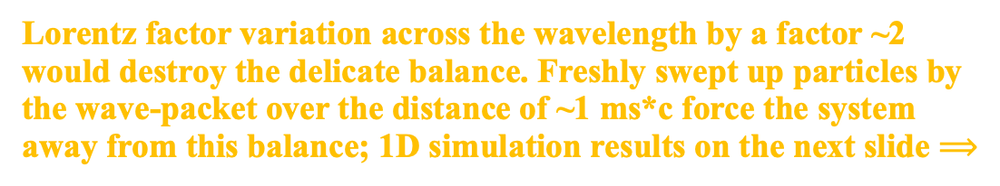 Lorentz factor variation across the wavelength by a factor ~2
would destroy the delicate balance. Freshly swept up particles by
the wave-packet over the distance of ~1 ms*c force the system
away from this balance; 1D simulation results on the next slide ⟹